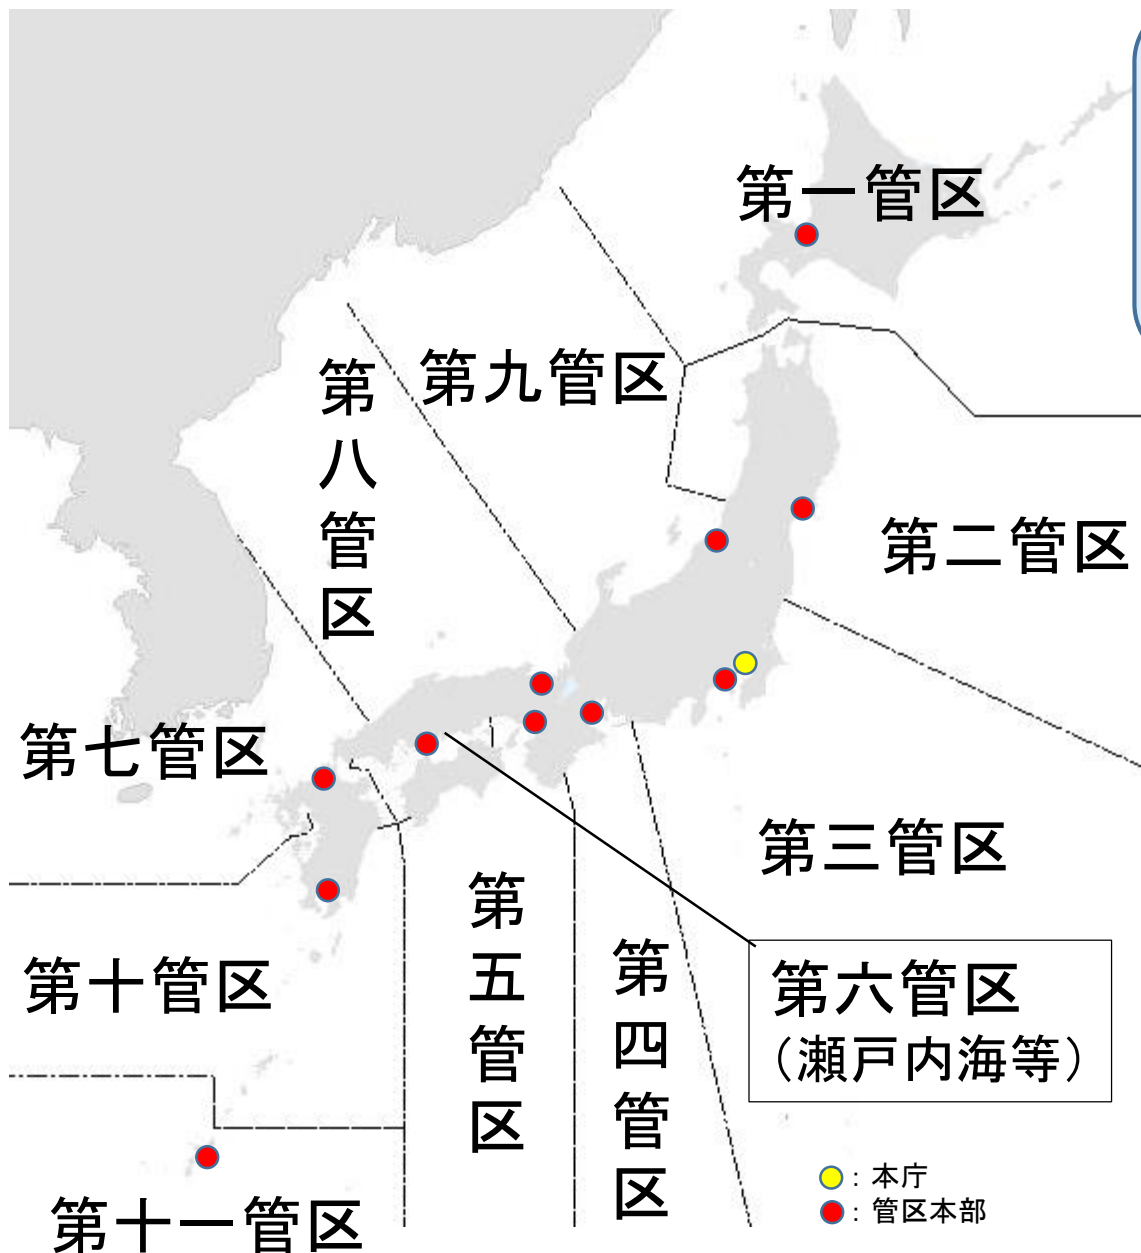 第一管区
第九管区
第八管区
第二管区
第七管区
第三管区
第五管区
第四管区
第六管区
（瀬戸内海等）
第十管区
第十一管区
：本庁
：管区本部